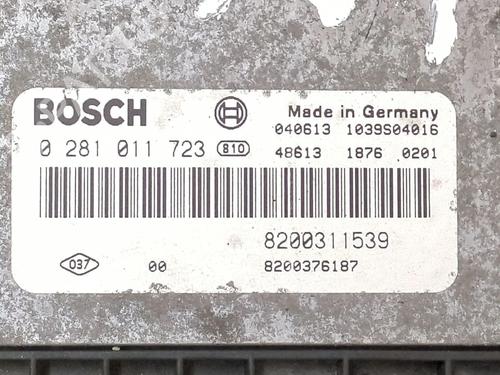 BOSCH
Made in Germany
040613 1039S04016
0 281 011 723 810
48613 1876 0201
8200311539
037 00 8200376187